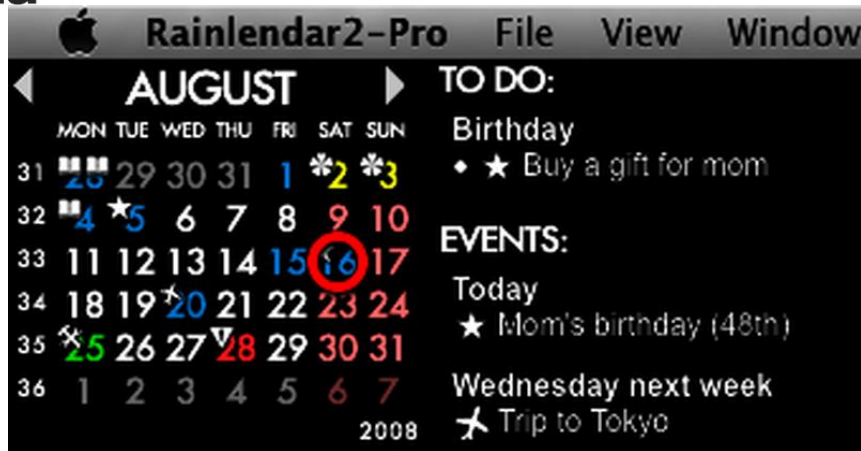 Rainlendar2-Pro File View Window
AUGUST
MON TUE WED THU FRI SAT SUN
31 28 29 30 31 1 2 3
32 4 5 6 7 8 9 10
33 11 12 13 14 15 16 17
34 18 19 20 21 22 23 24
35 25 26 27 28 29 30 31
36 1 2 3 4 5 6 7
2008
TO DO:
Birthday
Buy a gift for mom
EVENTS:
Today
Mom's birthday (48th)
Wednesday next week
Trip to Tokyo